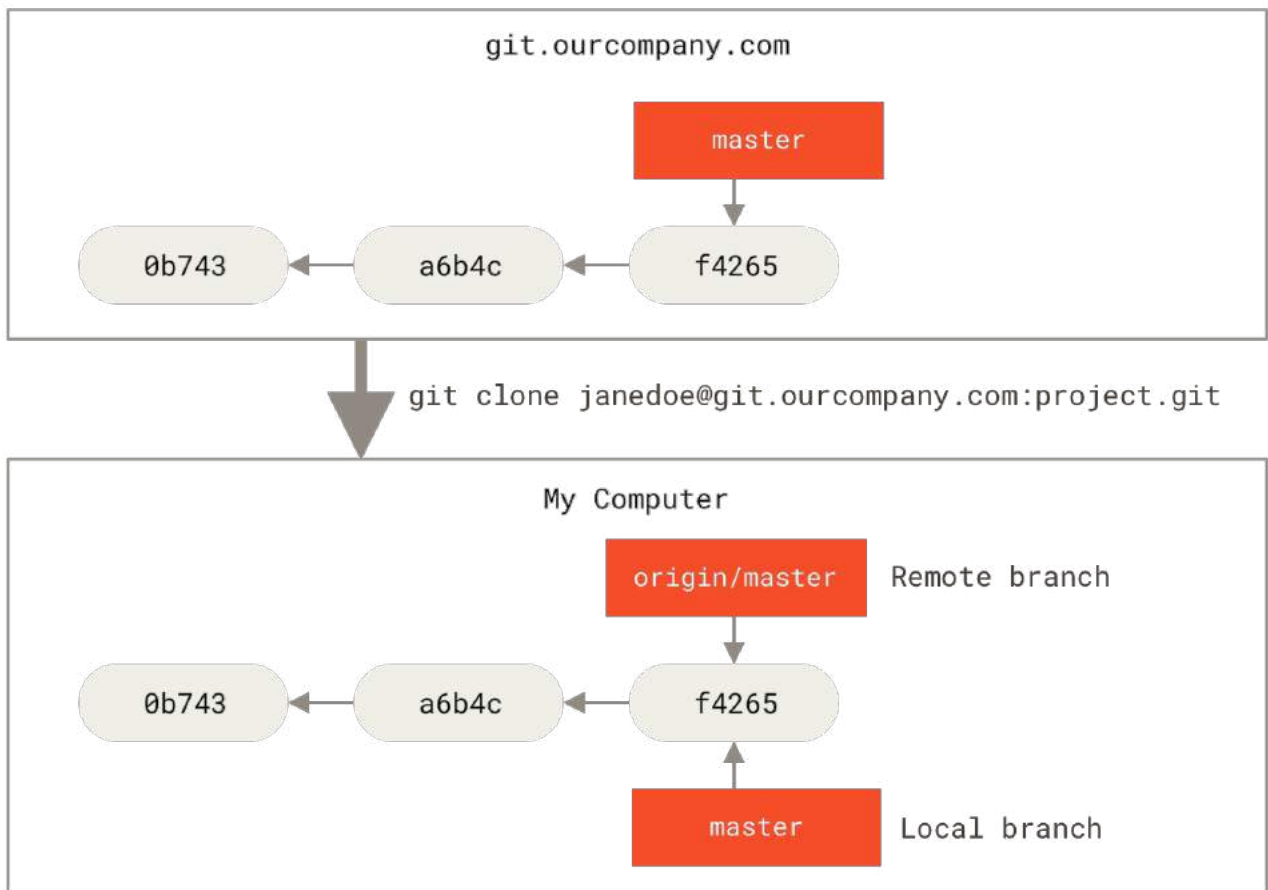 git.ourcompany.com
master
0b743 a6b4c f4265
git clone janedoe@git.ourcompany.com:project.git
My Computer
origin/master Remote branch
0b743 a6b4c f4265
master Local branch